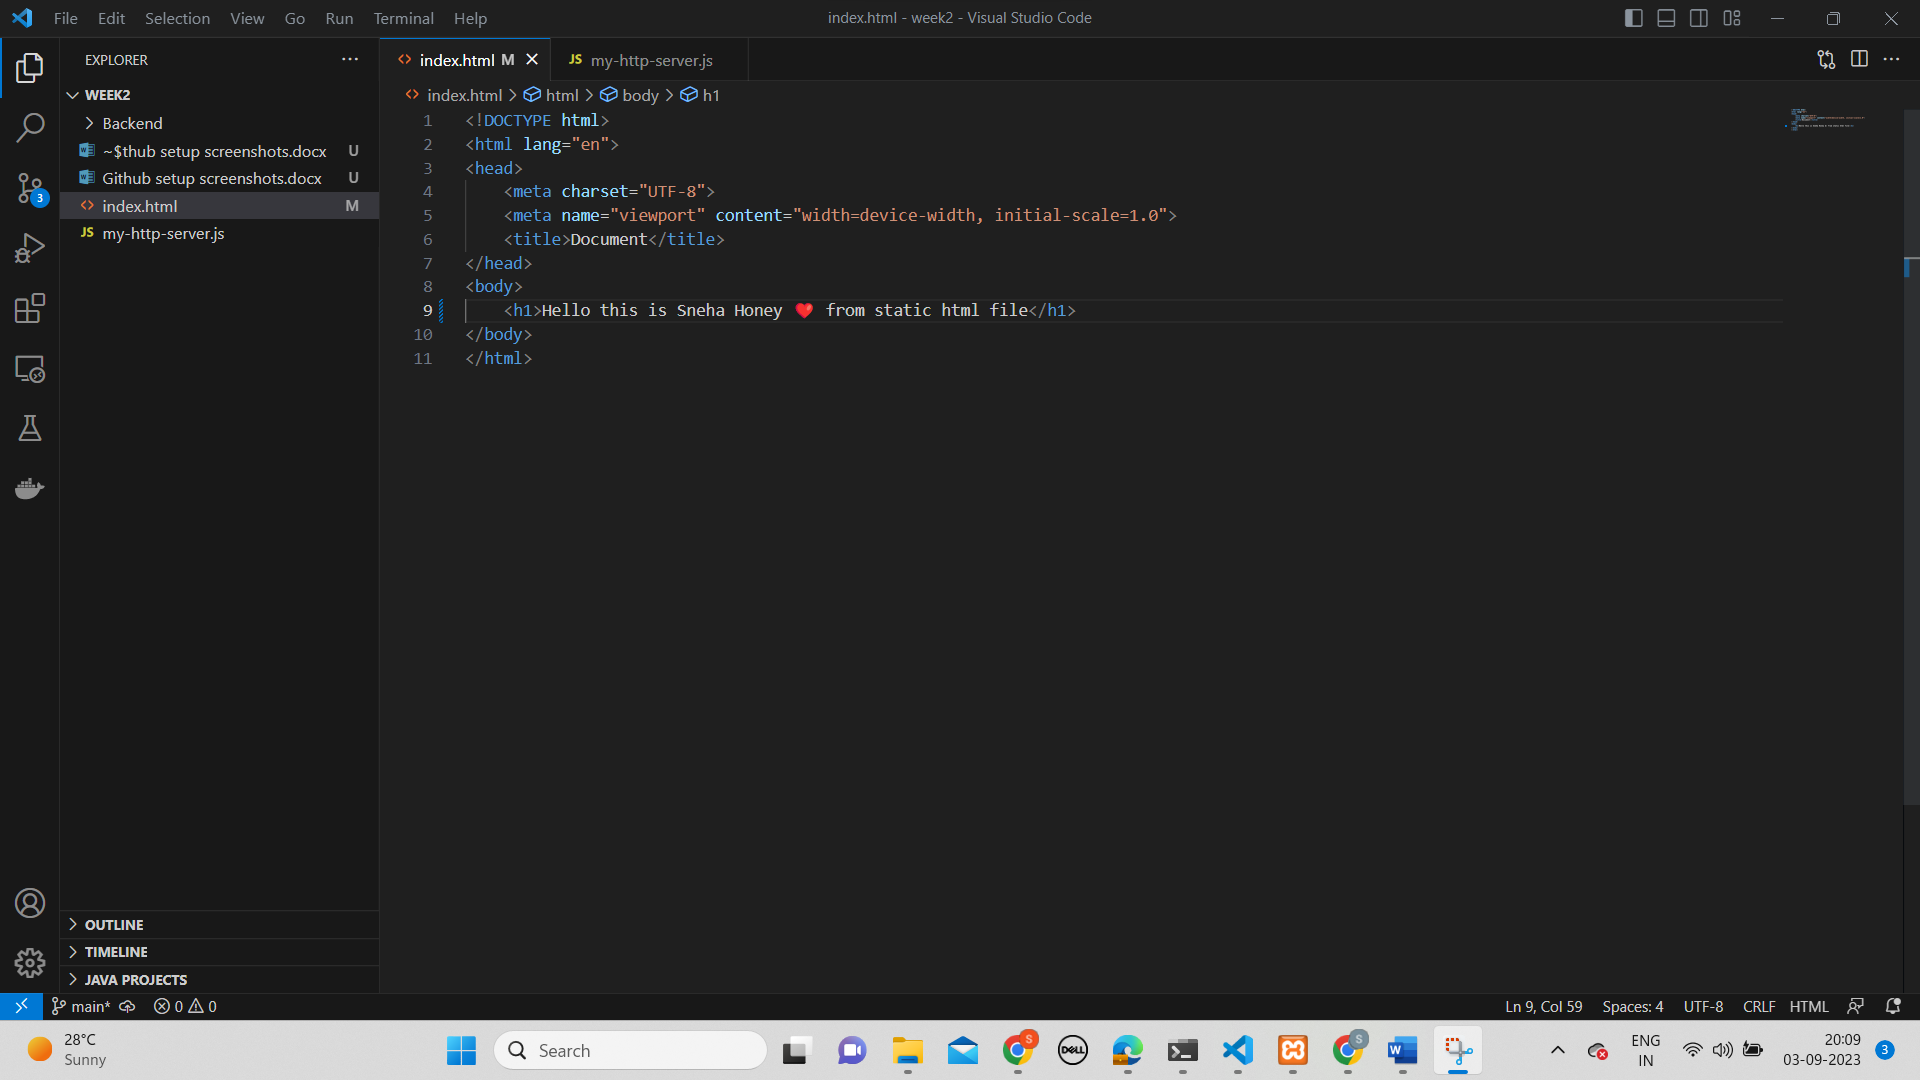 File Edit Selection View Go Run Terminal Help
index.html - week2 - Visual Studio Code
EXPLORER
WEEK2
Backend
~$thub setup screenshots.docx U
Github setup screenshots.docx U
index.html M
JS my-http-server.js
OUTLINE
TIMELINE
JAVA PROJECTS
3
index.html M
JS my-http-server.js
index.html > html > body > h1
1 <!DOCTYPE html>
2 <html lang="en">
3 <head>
4 <meta charset="UTF-8">
5 <meta name="viewport" content="width=device-width, initial-scale=1.0">
6 <title>Document</title>
7 </head>
8 <body>
9 <h1>Hello this is Sneha Honey ❤️ from static html file</h1>
10 </body>
11 </html>
main* 0 0
Ln 9, Col 59 Spaces: 4 UTF-8 CRLF HTML
28°C
Sunny
Search
S
DELL
S
ENG
IN
20:09
03-09-2023
3